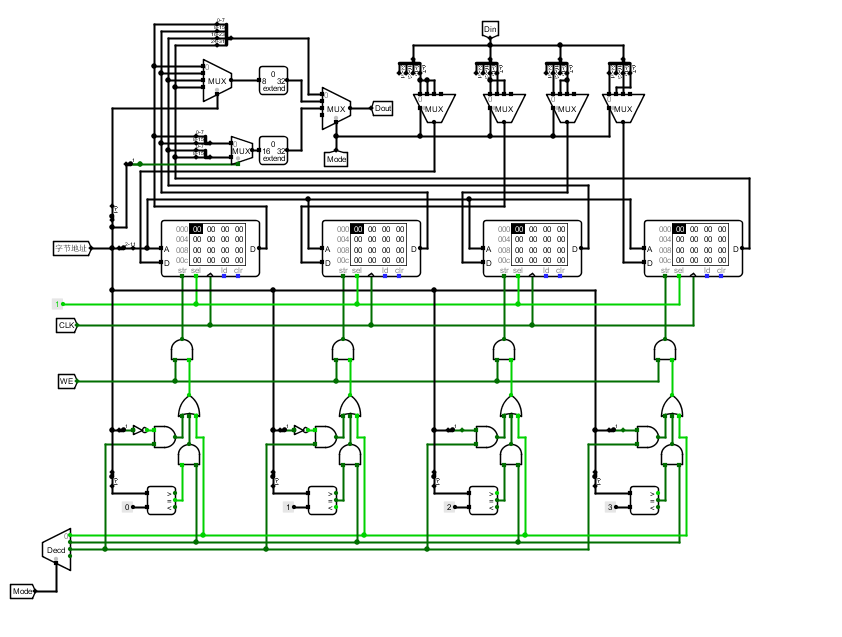 Din
MUX
0
8 32
extend
MUX
Dout
MUX
MUX
MUX
MUX
MUX
0
16 32
extend
Mode
字节地址
A
D
D
000 00 00 00 00
004 00 00 00 00
008 00 00 00 00
00c 00 00 00 00
str sel ld clr
A
D
D
000 00 00 00 00
004 00 00 00 00
008 00 00 00 00
00c 00 00 00 00
str sel ld clr
A
D
D
000 00 00 00 00
004 00 00 00 00
008 00 00 00 00
00c 00 00 00 00
str sel ld clr
A
D
D
000 00 00 00 00
004 00 00 00 00
008 00 00 00 00
00c 00 00 00 00
str sel ld clr
1
CLK
WE
0
>
=
<
1
>
=
<
2
>
=
<
3
>
=
<
Decd
Mode